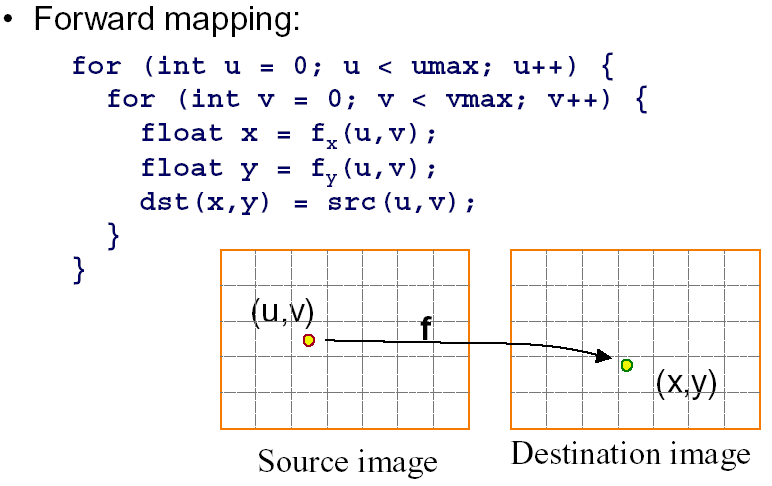 • Forward mapping:
for (int u = 0; u < umax; u++) {
for (int v = 0; v < vmax; v++) {
float x = fx(u,v);
float y = fy(u,v);
dst(x,y) = src(u,v);
}
}
(u,v)
f
(x,y)
Source image
Destination image